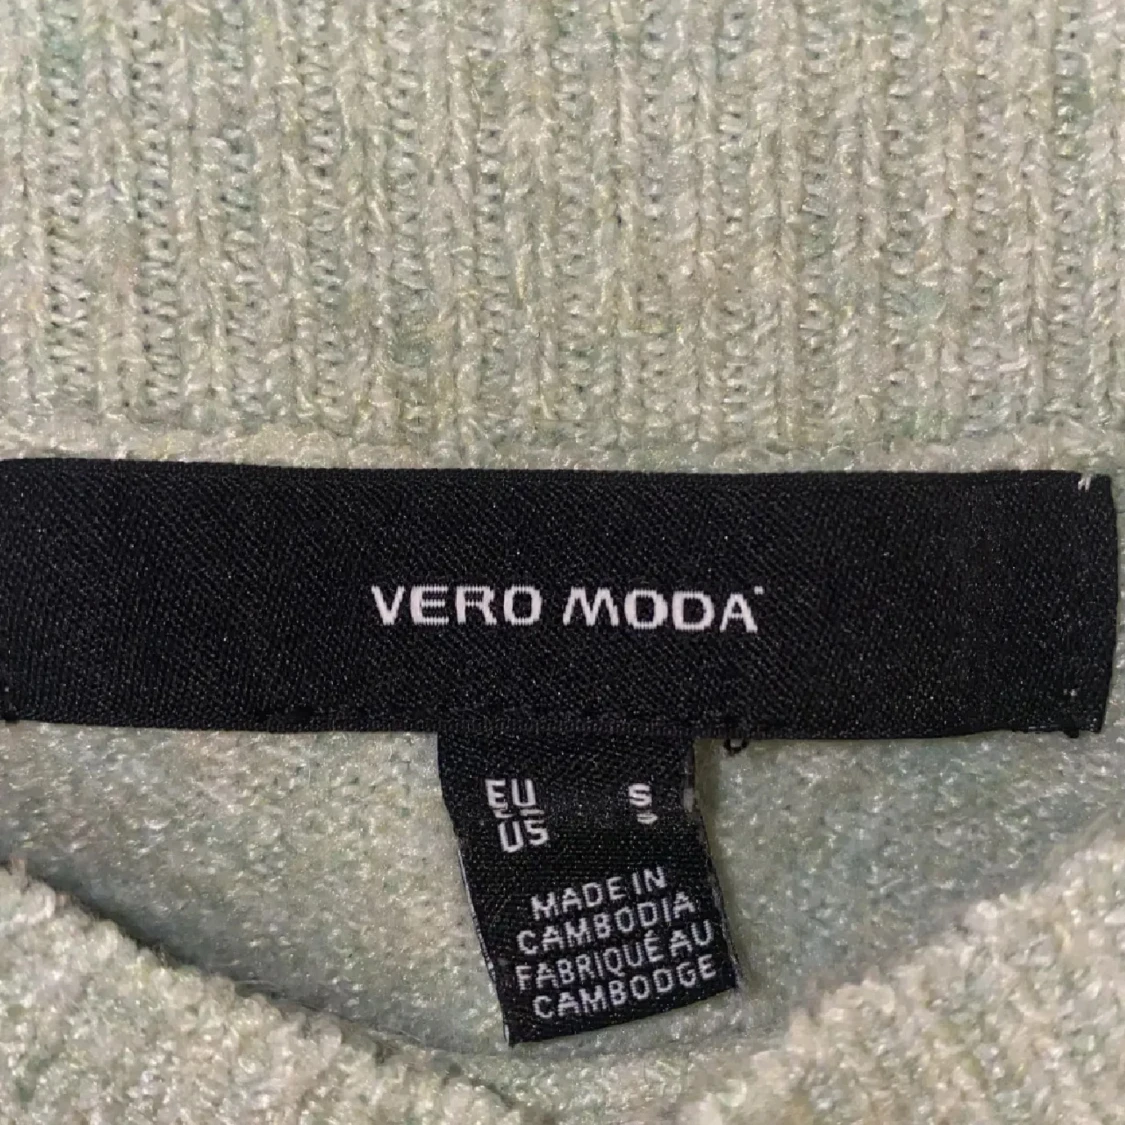 VERO MODA
EU S
US
MADE IN
CAMBODIA
FABRIQUÉ AU
CAMBODGE